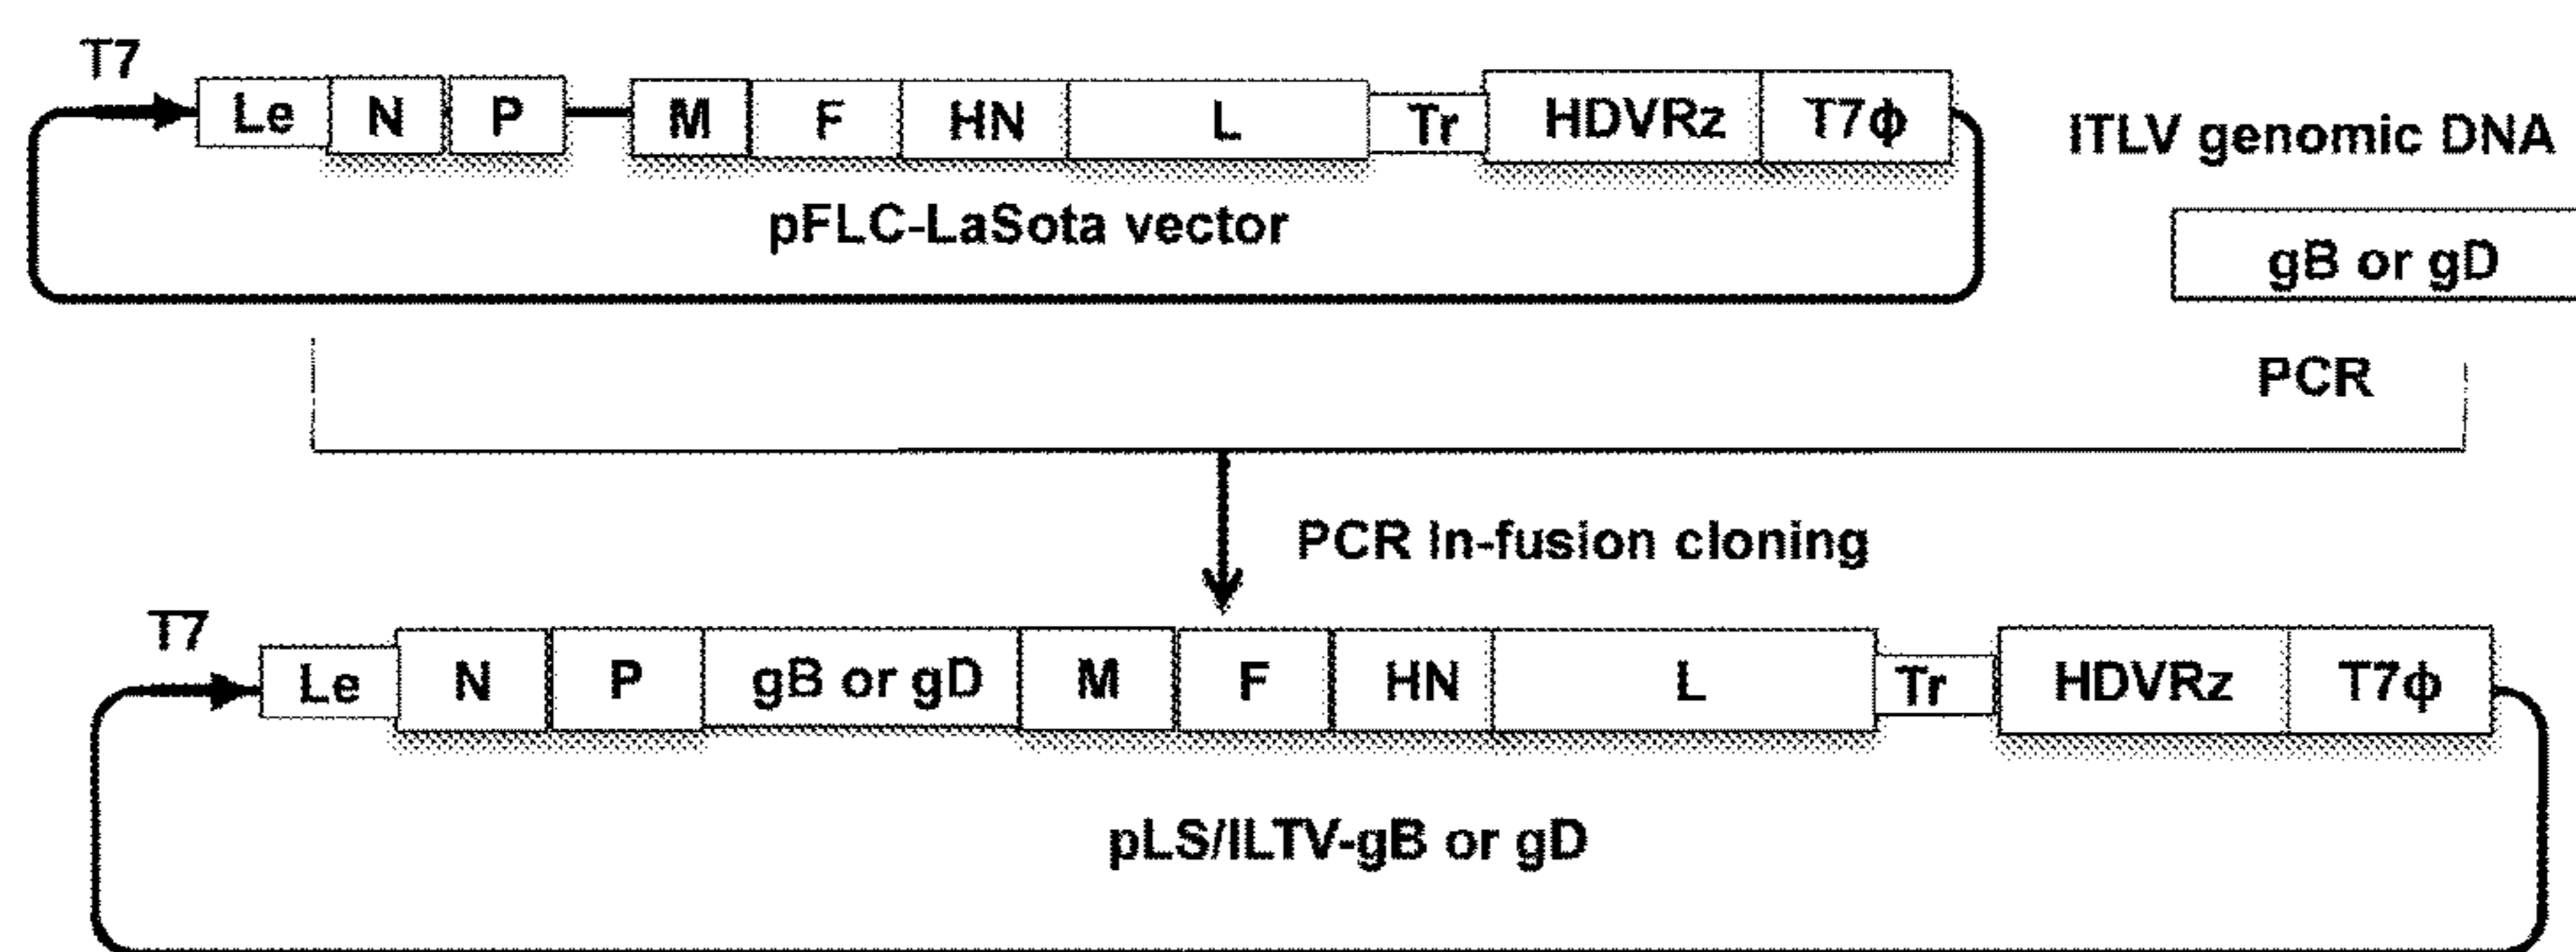 T7
Le N P M F HN L Tr HDVRz T7ϕ
ITLV genomic DNA
pFLC-LaSota vector
gB or gD
PCR
PCR In-fusion cloning
T7
Le N P gB or gD M F HN L Tr HDVRz T7ϕ
pLS/ILTV-gB or gD